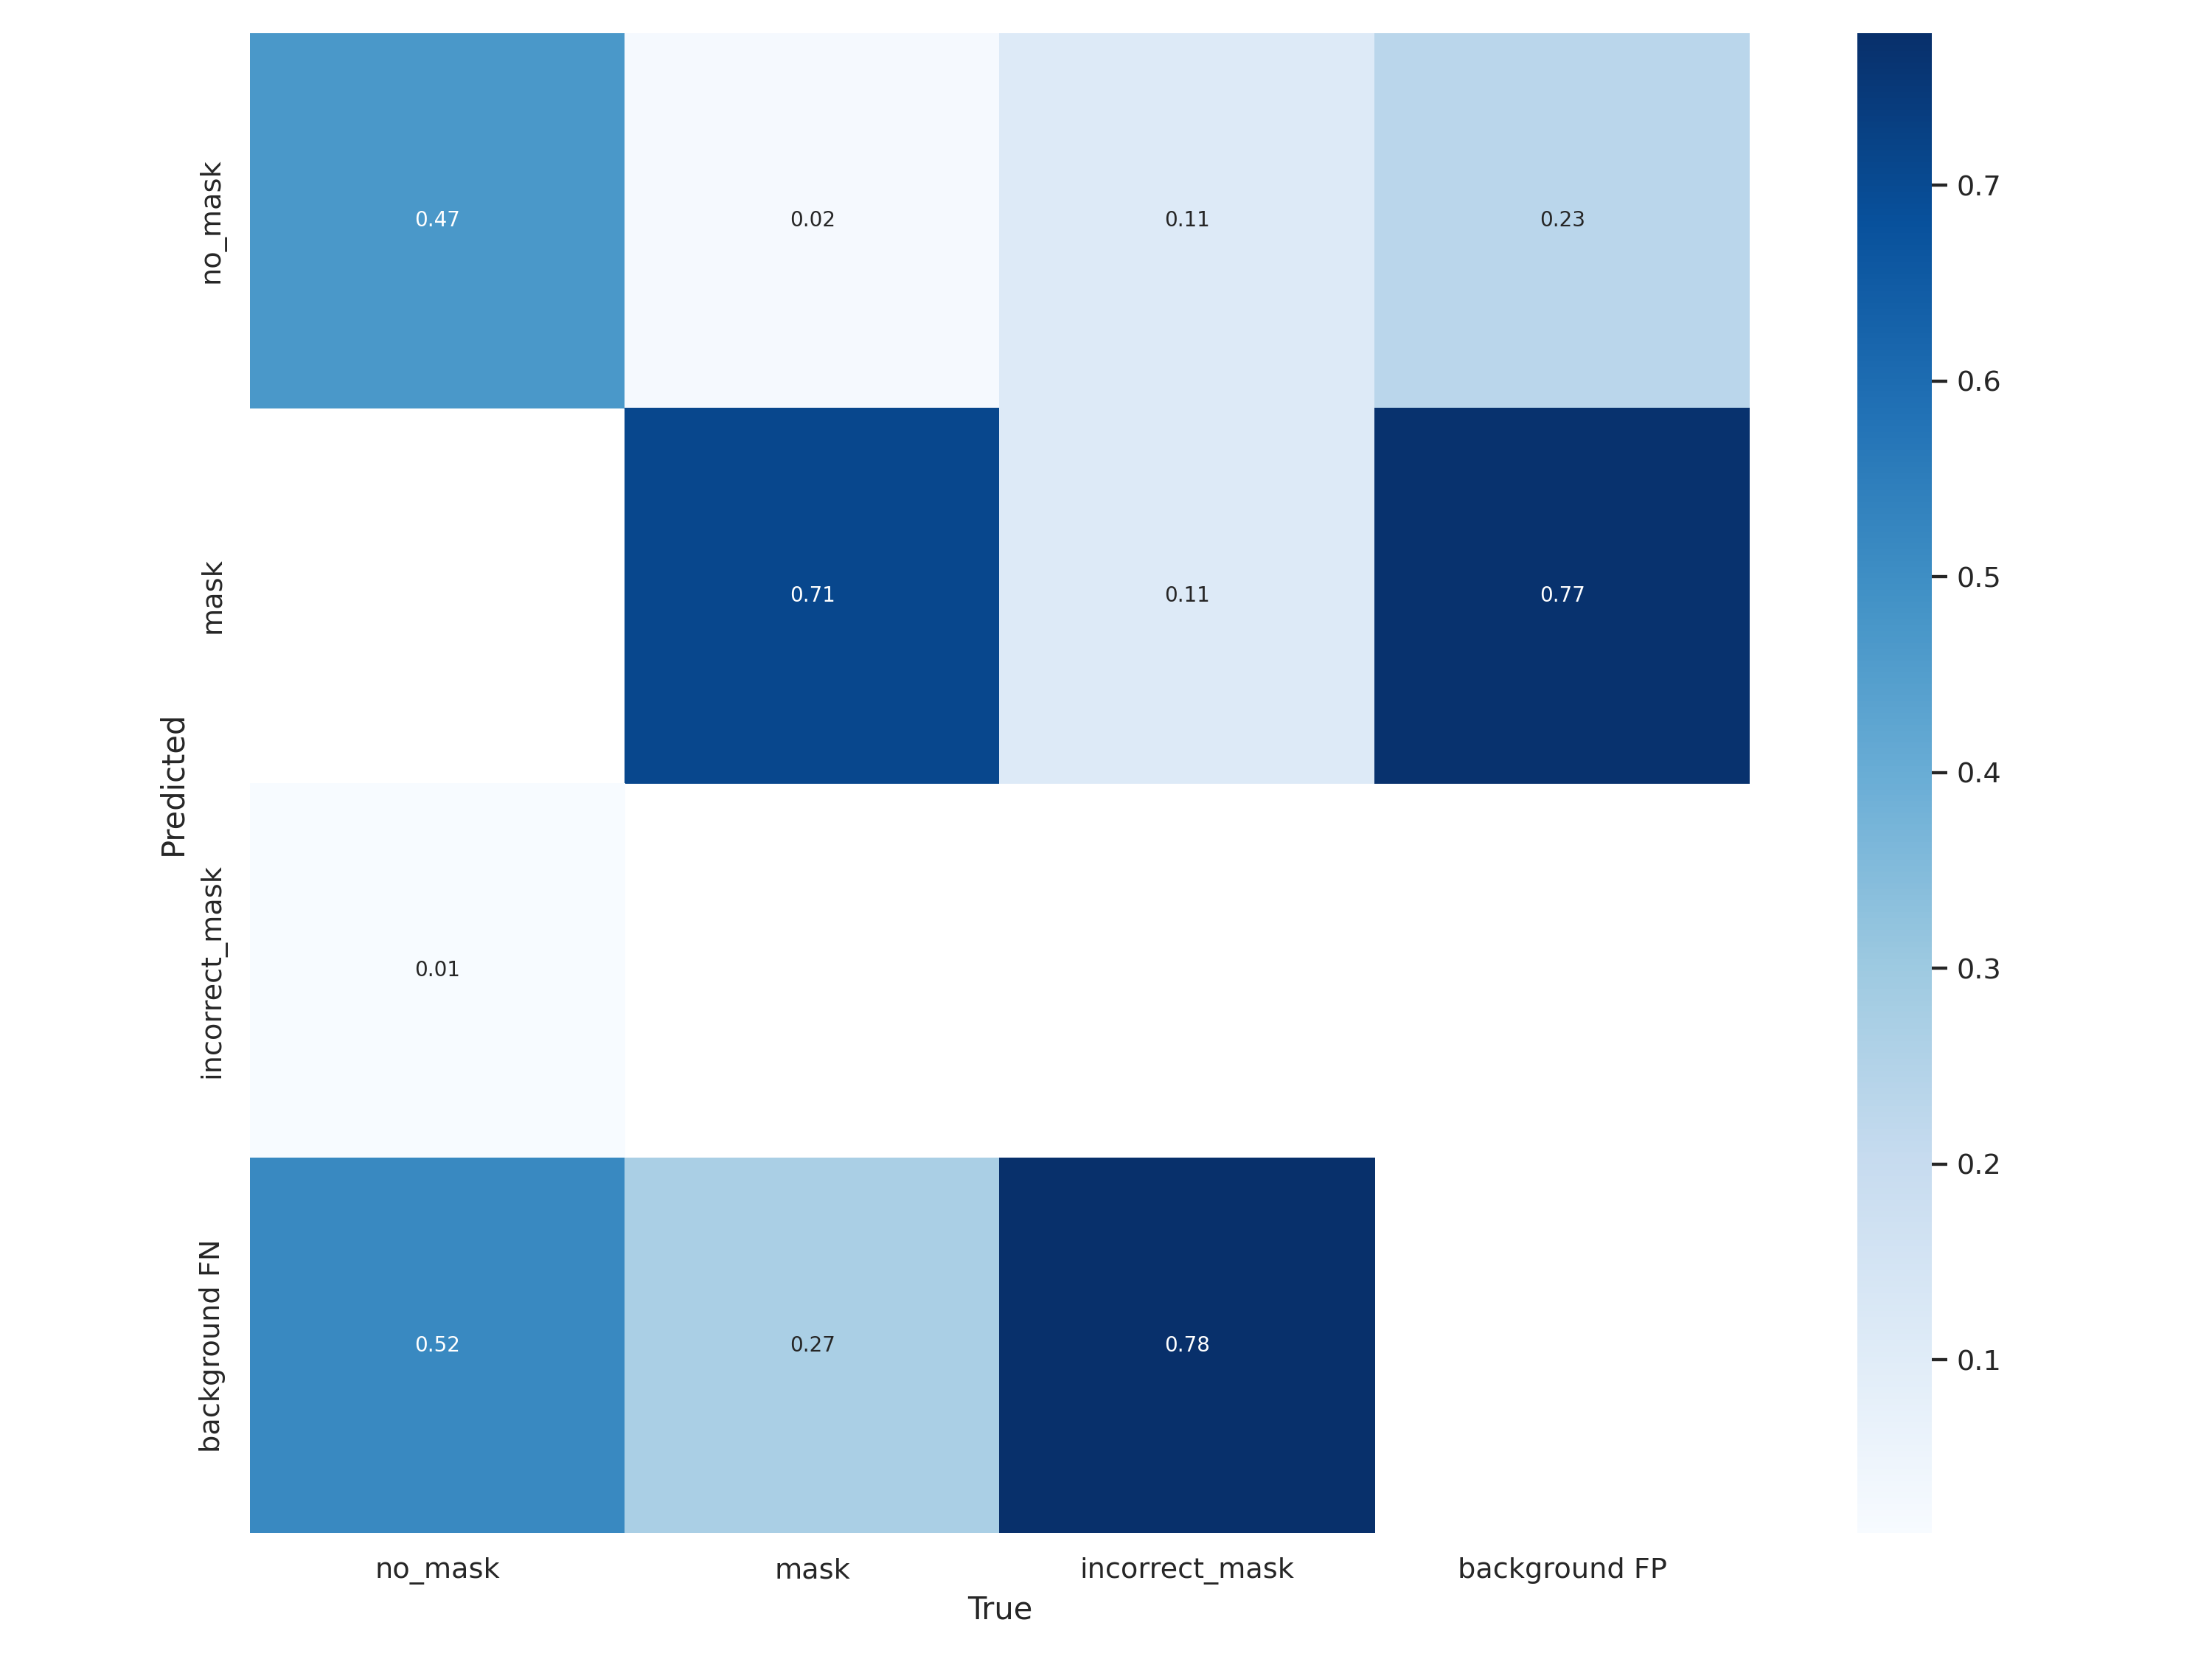 no_mask 0.47 0.02 0.11 0.23
mask 0.71 0.11 0.77
incorrect_mask 0.01
background FN 0.52 0.27 0.78
Predicted
no_mask mask incorrect_mask background FP
True
0.7
0.6
0.5
0.4
0.3
0.2
0.1